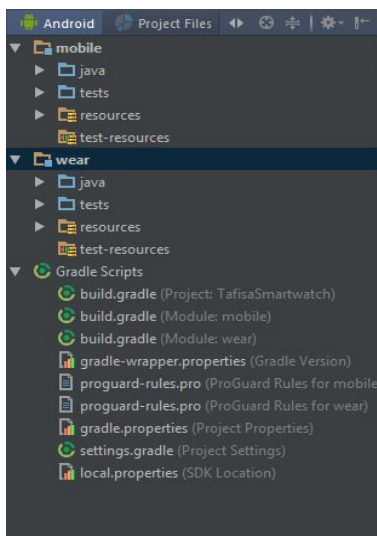 Android Project Files
mobile
java
tests
resources
test-resources
wear
java
tests
resources
test-resources
Gradle Scripts
build.gradle (Project: TafisaSmartwatch)
build.gradle (Module: mobile)
build.gradle (Module: wear)
gradle-wrapper.properties (Gradle Version)
proguard-rules.pro (ProGuard Rules for mobile
proguard-rules.pro (ProGuard Rules for wear)
gradle.properties (Project Properties)
settings.gradle (Project Settings)
local.properties (SDK Location)